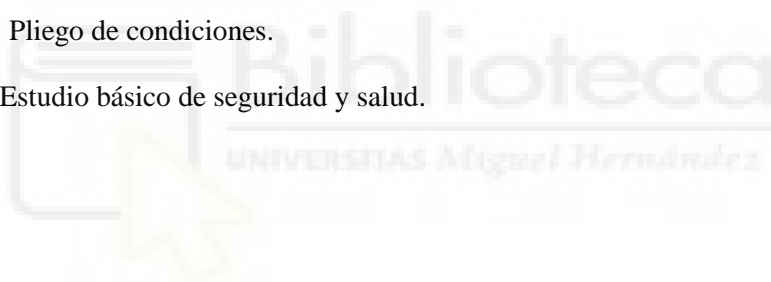 Pliego de condiciones.
Estudio básico de seguridad y salud.
Biblioteca
UNIVERSITAS Miguel Hernández